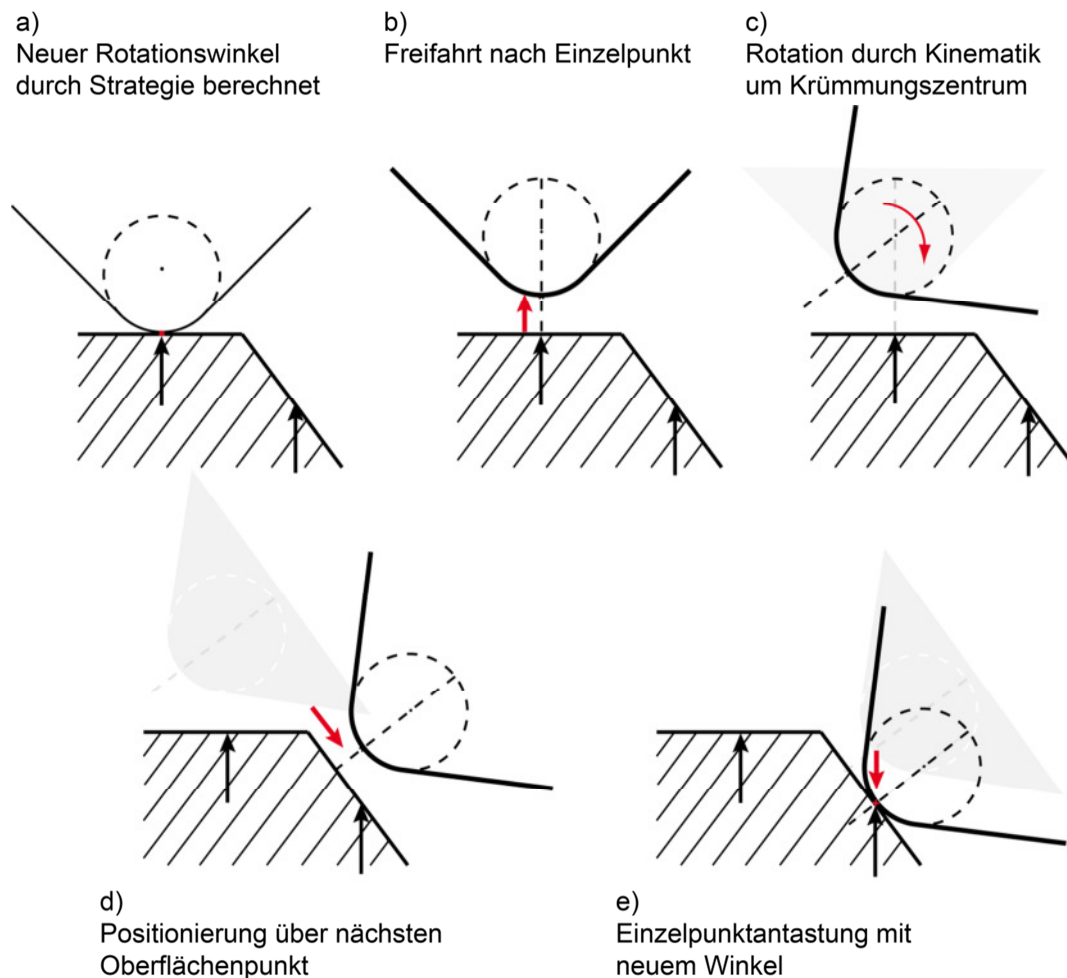 a)
Neuer Rotationswinkel
durch Strategie berechnet
b)
Freifahrt nach Einzelpunkt
c)
Rotation durch Kinematik
um Krümmungszentrum
d)
Positionierung über nächsten
Oberflächenpunkt
e)
Einzelpunktantastung mit
neuem Winkel